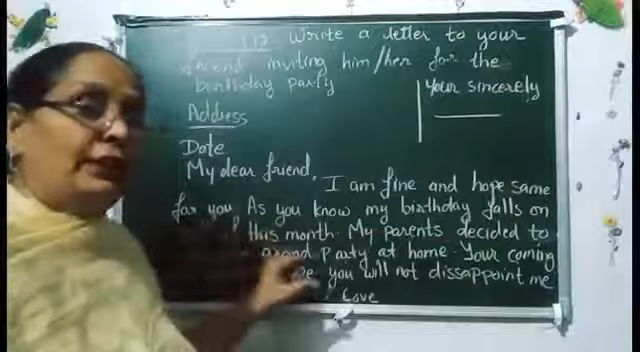 Write a letter to your
friend inviting him/her for the
birthday party
Your sincerely
Address
Date
My dear friend,
I am fine and hope same
for you As you know my birthday falls on
this month. My parents decided to
grand Party at home. Your coming
you will not dissappoint me
Love